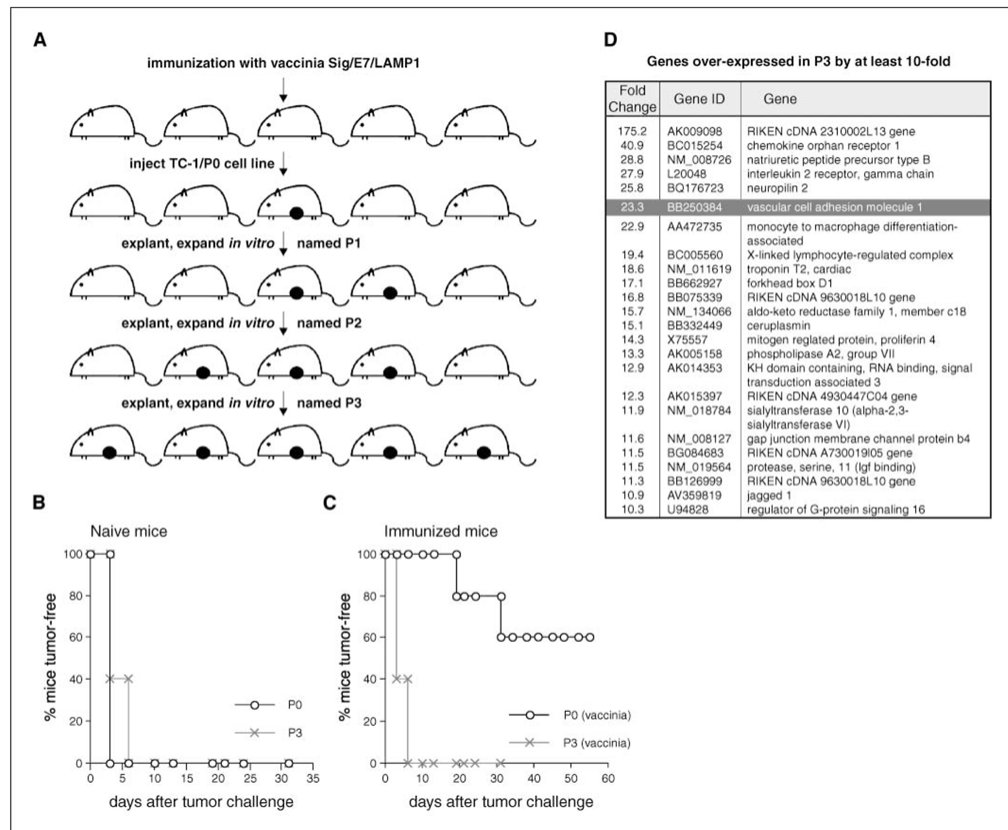 A
immunization with vaccinia Sig/E7/LAMP1
inject TC-1/P0 cell line
explant, expand in vitro named P1
explant, expand in vitro named P2
explant, expand in vitro named P3
B
Naive mice
% mice tumor-free
100
80
60
40
20
0
P0
P3
0 5 10 15 20 25 30 35
days after tumor challenge
C
Immunized mice
% mice tumor-free
100
80
60
40
20
0
P0 (vaccinia)
P3 (vaccinia)
0 10 20 30 40 50 60
days after tumor challenge
D
Genes over-expressed in P3 by at least 10-fold
Fold
Change
Gene ID
Gene
175.2 AK009098 RIKEN cDNA 2310002L13 gene
40.9 BC015254 chemokine orphan receptor 1
28.8 NM_008726 natriuretic peptide precursor type B
27.9 L20048 interleukin 2 receptor, gamma chain
25.8 BQ176723 neuropilin 2
23.3 BB250384 vascular cell adhesion molecule 1
22.9 AA472735 monocyte to macrophage differentiation-
associated
19.4 BC005560 X-linked lymphocyte-regulated complex
18.6 NM_011619 troponin T2, cardiac
17.1 BB662927 forkhead box D1
16.8 BB075339 RIKEN cDNA 9630018L10 gene
15.7 NM_134066 aldo-keto reductase family 1, member c18
15.1 BB332449 ceruplasmin
14.3 X75557 mitogen reglated protein, proliferin 4
13.3 AK005158 phospholipase A2, group VII
12.9 AK014353 KH domain containing, RNA binding, signal
transduction associated 3
12.3 AK015397 RIKEN cDNA 4930447C04 gene
11.9 NM_018784 sialyltransferase 10 (alpha-2,3-
sialyltransferase VI)
11.6 NM_008127 gap junction membrane channel protein b4
11.5 BG084683 RIKEN cDNA A730019I05 gene
11.5 NM_019564 protease, serine, 11 (Igf binding)
11.3 BB126999 RIKEN cDNA 9630018L10 gene
10.9 AV359819 jagged 1
10.3 U94828 regulator of G-protein signaling 16